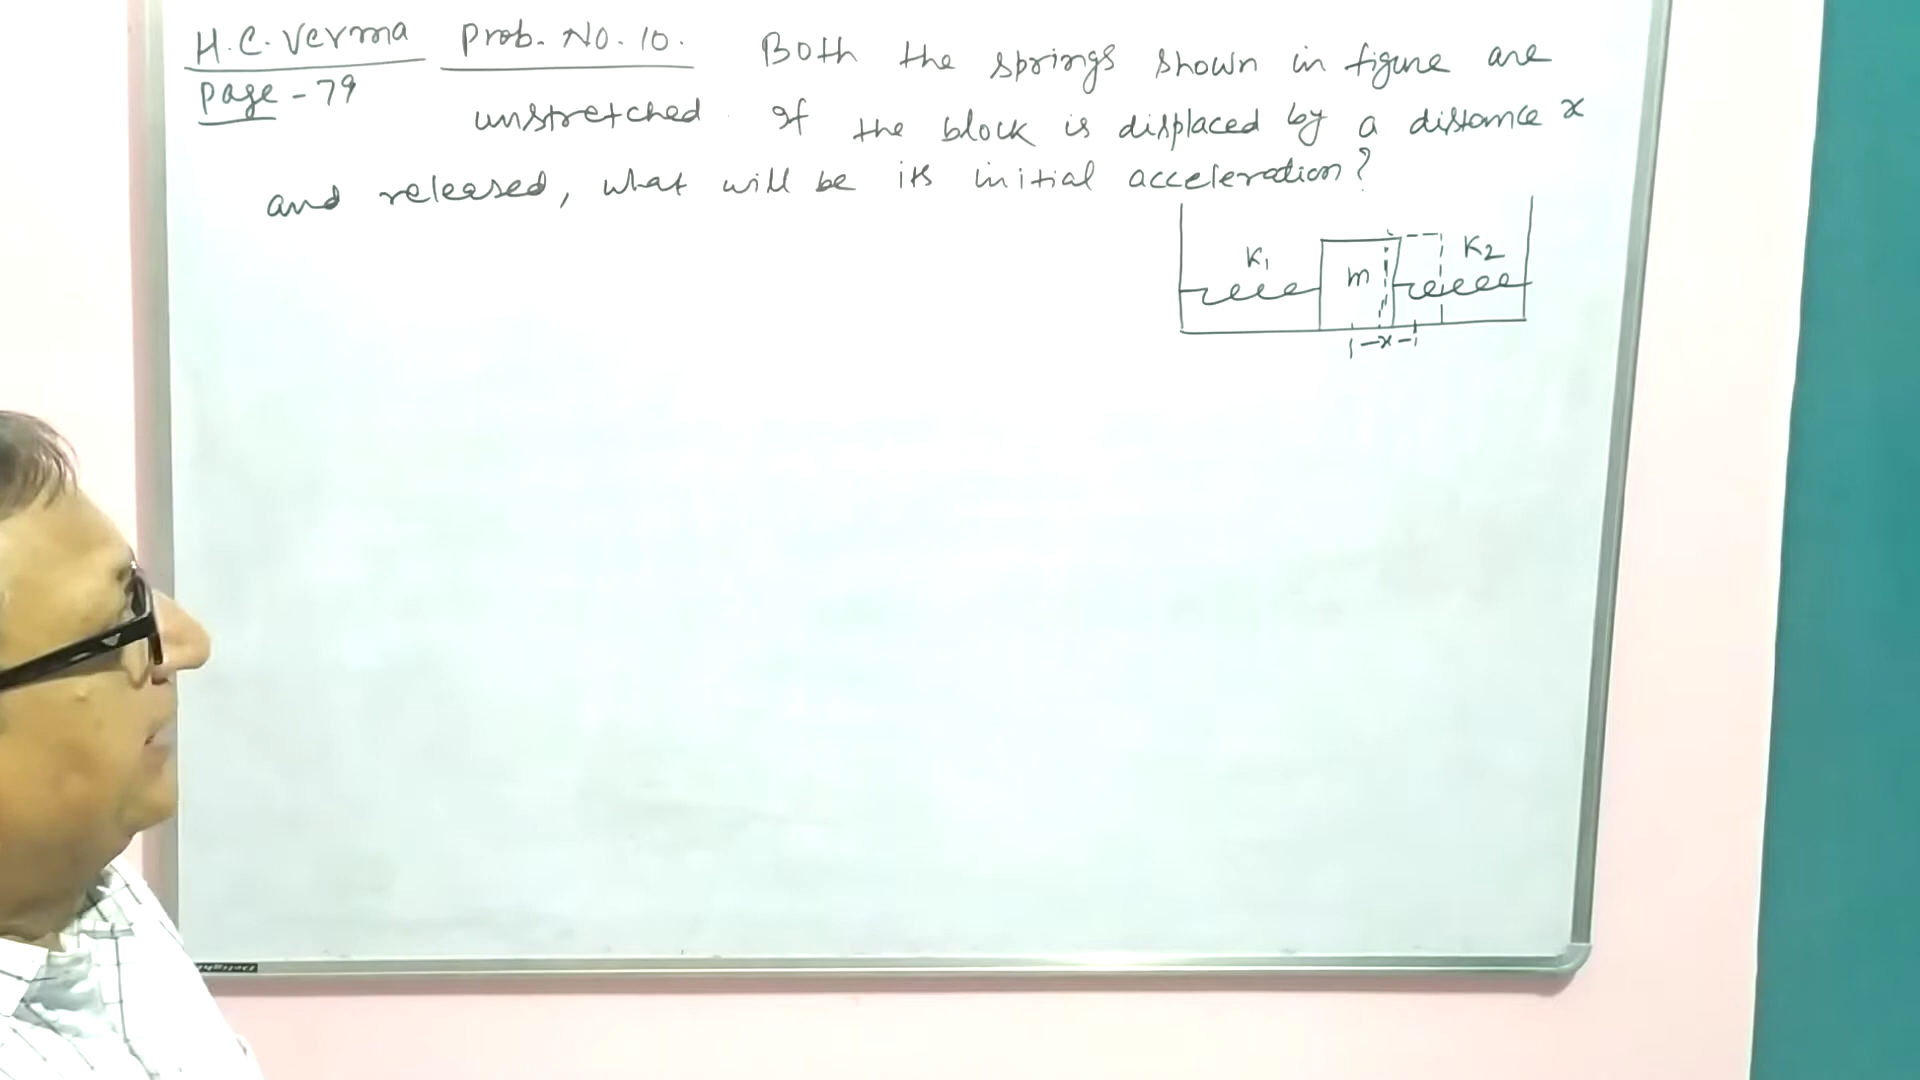 H.C. Verma Prob. No. 10. Both the springs shown in figure are
Page - 79 unstretched. If the block is displaced by a distance x
and released, what will be its initial acceleration?
K1 m K2
x